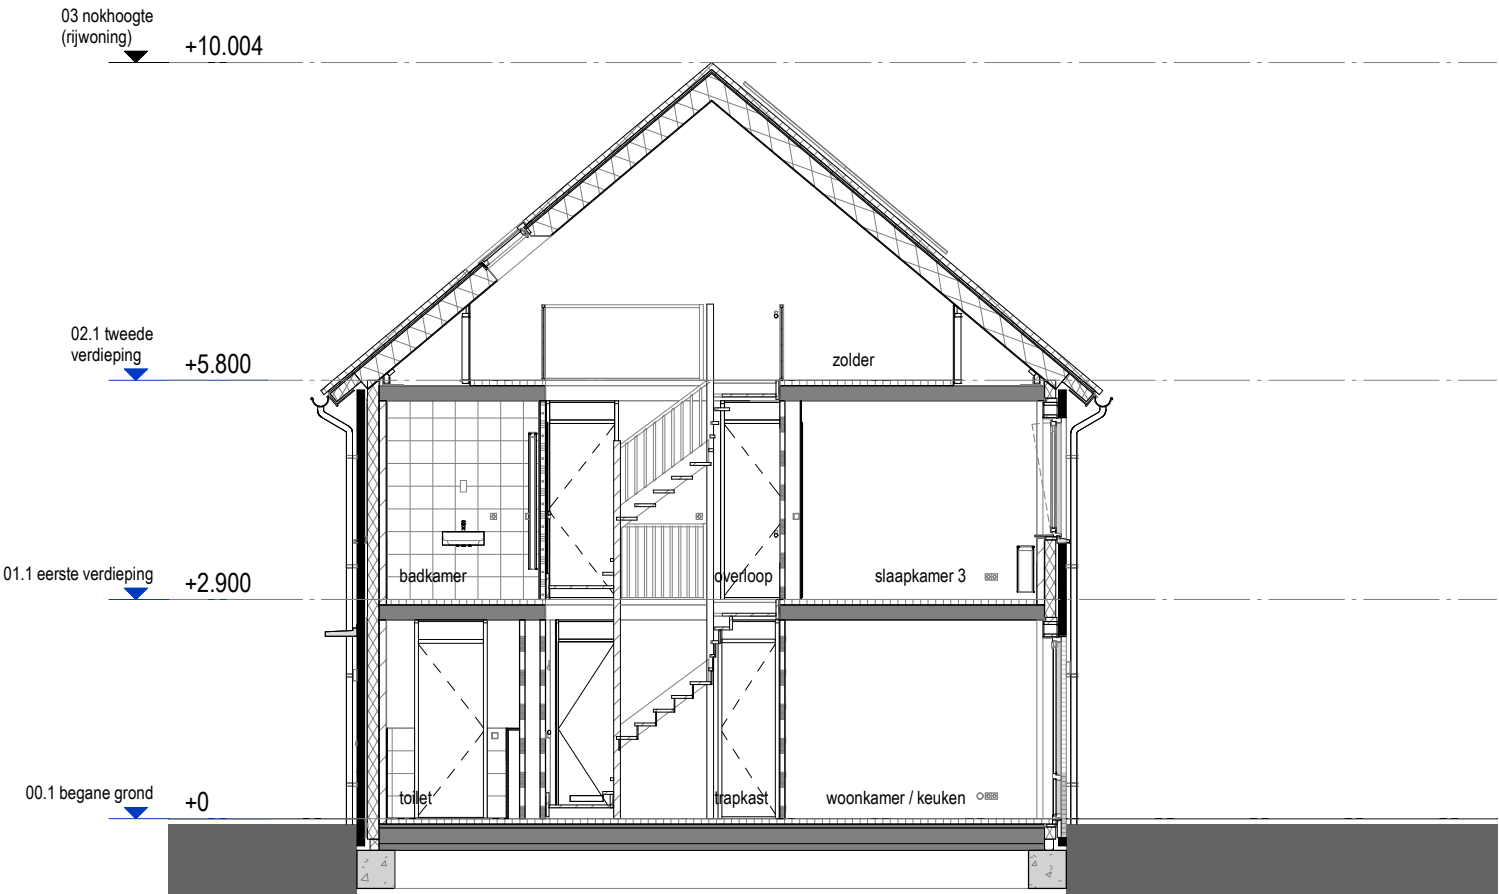 03 nokhoogte
(rijwoning)
+10.004
02.1 tweede
verdieping
+5.800
zolder
01.1 eerste verdieping
+2.900
badkamer
overloop
slaapkamer 3
00.1 begane grond
+0
toilet
trapkast
woonkamer / keuken